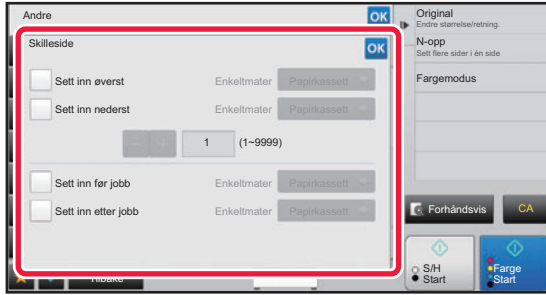 Andre
OK
Skilleside
OK
Sett inn øverst
Enkeltmater
Papirkassett
Sett inn nederst
Enkeltmater
Papirkassett
1
(1~9999)
Sett inn før jobb
Enkeltmater
Papirkassett
Sett inn etter jobb
Enkeltmater
Papirkassett
Tilbake
Original
Endre størrelse/retning.
N-opp
Sett flere sider i én side
Fargemodus
Forhåndsvis
CA
S/H
Start
Farge
Start